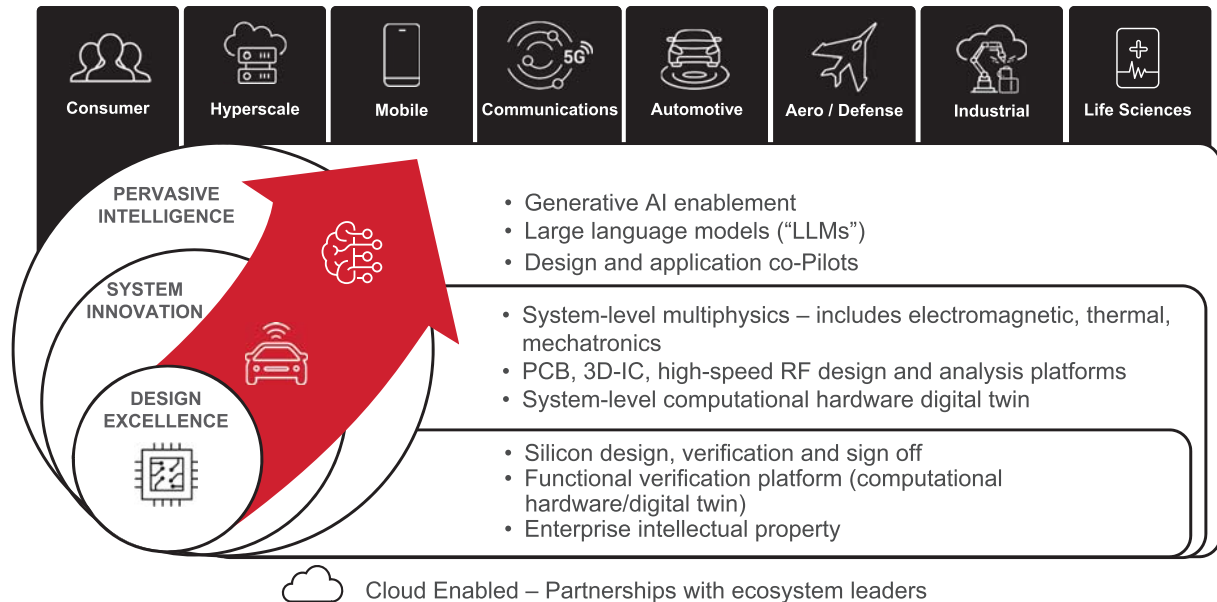 Consumer
Hyperscale
Mobile
5G
Communications
Automotive
Aero / Defense
Industrial
Life Sciences
PERVASIVE
INTELLIGENCE
• Generative AI enablement
• Large language models (“LLMs”)
• Design and application co-Pilots
SYSTEM
INNOVATION
• System-level multiphysics – includes electromagnetic, thermal,
mechatronics
• PCB, 3D-IC, high-speed RF design and analysis platforms
• System-level computational hardware digital twin
DESIGN
EXCELLENCE
• Silicon design, verification and sign off
• Functional verification platform (computational
hardware/digital twin)
• Enterprise intellectual property
Cloud Enabled – Partnerships with ecosystem leaders